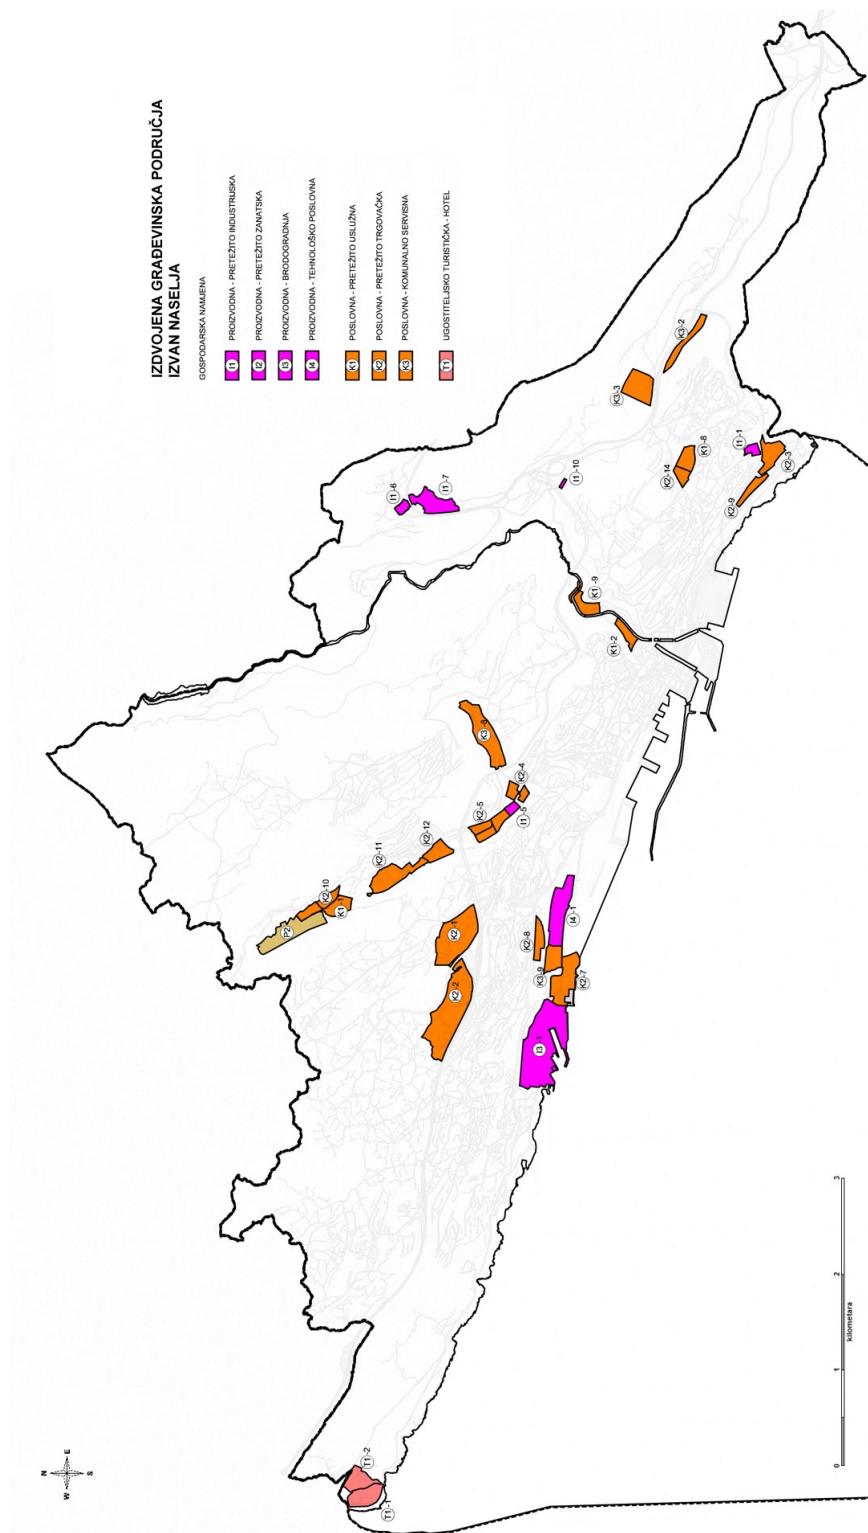 IZDVOJENA GRAĐEVINSKA PODRUČJA
IZVAN NASELJA
GOSPODARSKA NAMJENA
I1 PROIZVODNA - PRETEŽITO INDUSTRIJSKA
I2 PROIZVODNA - PRETEŽITO ZANATSKA
I3 PROIZVODNA - BRODOGRADNJA
I4 PROIZVODNA - TEHNOLOŠKO POSLOVNA
K1 POSLOVNA - PRETEŽITO USLUŽNA
K2 POSLOVNA - PRETEŽITO TRGOVAČKA
K3 POSLOVNA - KOMUNALNO SERVISNA
T1 UGOSTITELJSKO TURISTIČKA - HOTEL
N
W
E
S
T1-1
T1-2
P2
K2-10
K1-1
K2-11
K2-12
K2-2
K2-1
K2-5
I1-5
K2-4
K3-8
I3-1
K3-9
K2-7
K2-8
I4-1
K1-2
K1-9
I1-6
I1-7
I1-10
K2-14
K1-8
K3-3
K3-2
I1-1
K2-3
K2-9
0
1
2
3
kilometara